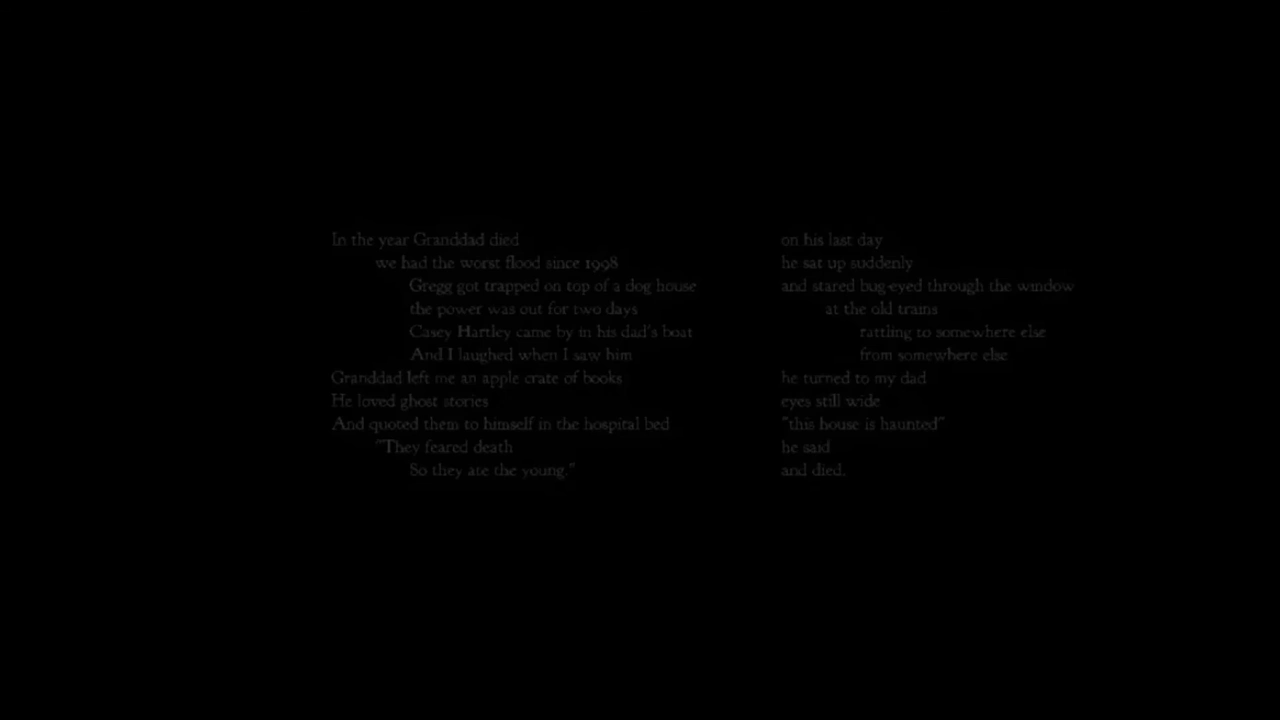 In the year Granddad died
we had the worst flood since 1998
Gregg got trapped on top of a dog house
the power was out for two days
Casey Hartley came by in his dad's boat
And I laughed when I saw him
Granddad left me an apple crate of books
He loved ghost stories
And quoted them to himself in the hospital bed
"They feared death
So they ate the young."
on his last day
he sat up suddenly
and stared bug-eyed through the window
at the old trains
rattling to somewhere else
from somewhere else
he turned to my dad
eyes still wide
"this house is haunted"
he said
and died.